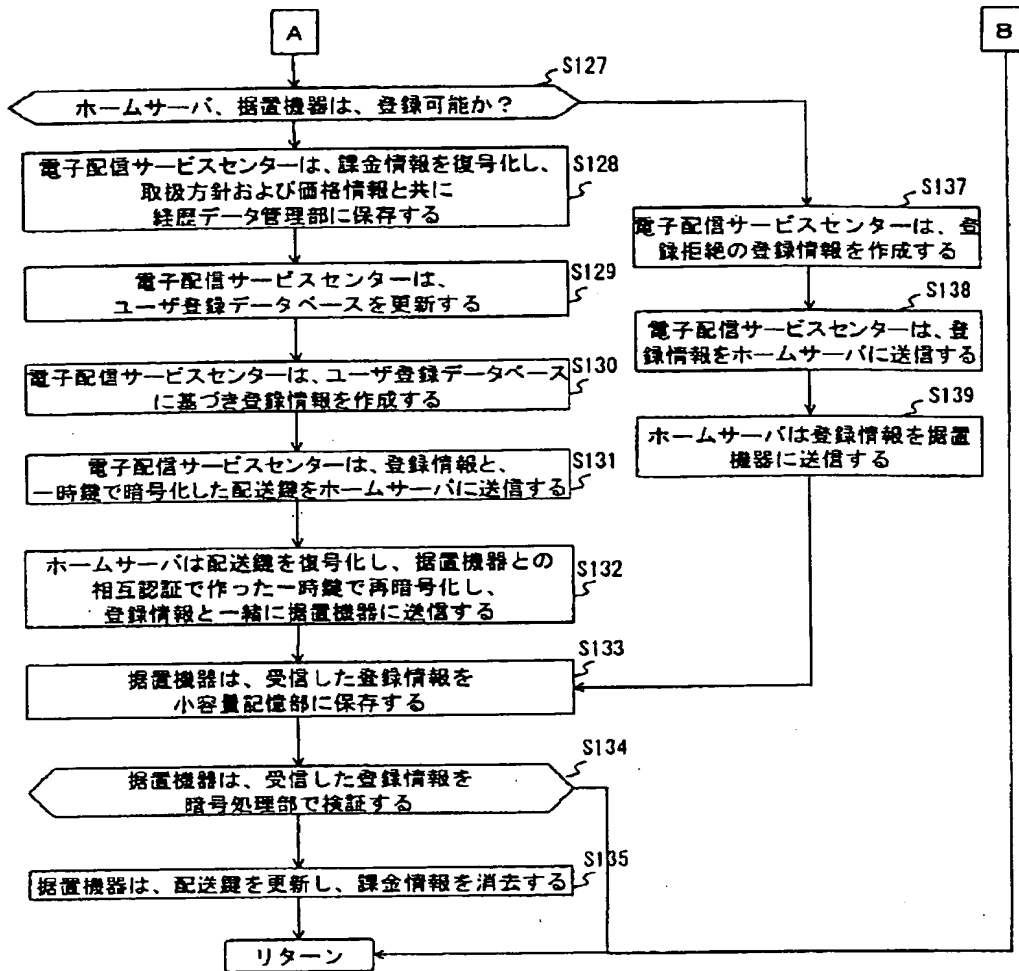 A
B
S127
ホームサーバ、据置機器は、登録可能か?
電子配信サービスセンターは、課金情報を復号化し、
取扱方針および価格情報と共に
経歴データ管理部に保存する
S128
電子配信サービスセンターは、
ユーザ登録データベースを更新する
S129
電子配信サービスセンターは、ユーザ登録データベース
に基づき登録情報を作成する
S130
電子配信サービスセンターは、登録情報と、
一時鍵で暗号化した配送鍵をホームサーバに送信する
S131
ホームサーバは配送鍵を復号化し、据置機器との
相互認証で作った一時鍵で再暗号化し、
登録情報と一緒に据置機器に送信する
S132
据置機器は、受信した登録情報を
小容量記憶部に保存する
S133
据置機器は、受信した登録情報を
暗号処理部で検証する
S134
据置機器は、配送鍵を更新し、課金情報を消去する
S135
リターン
S137
電子配信サービスセンターは、登
録拒絶の登録情報を作成する
S138
電子配信サービスセンターは、登
録情報をホームサーバに送信する
S139
ホームサーバは登録情報を据置
機器に送信する